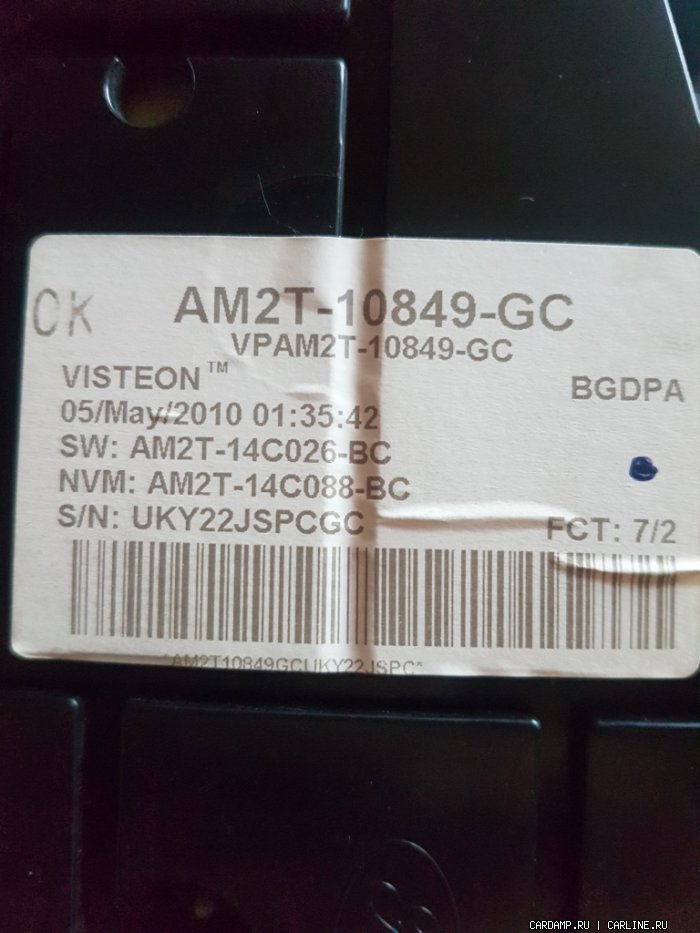 OK
AM2T-10849-GC
VPAM2T-10849-GC
VISTEON™
BGDPA
05/May/2010 01:35:42
SW: AM2T-14C026-BC
NVM: AM2T-14C088-BC
S/N: UKY22JSPCGC
FCT: 7/2
*AM2T10849GCUKY22JSPC*
CARDAMP.RU | CARLINE.RU